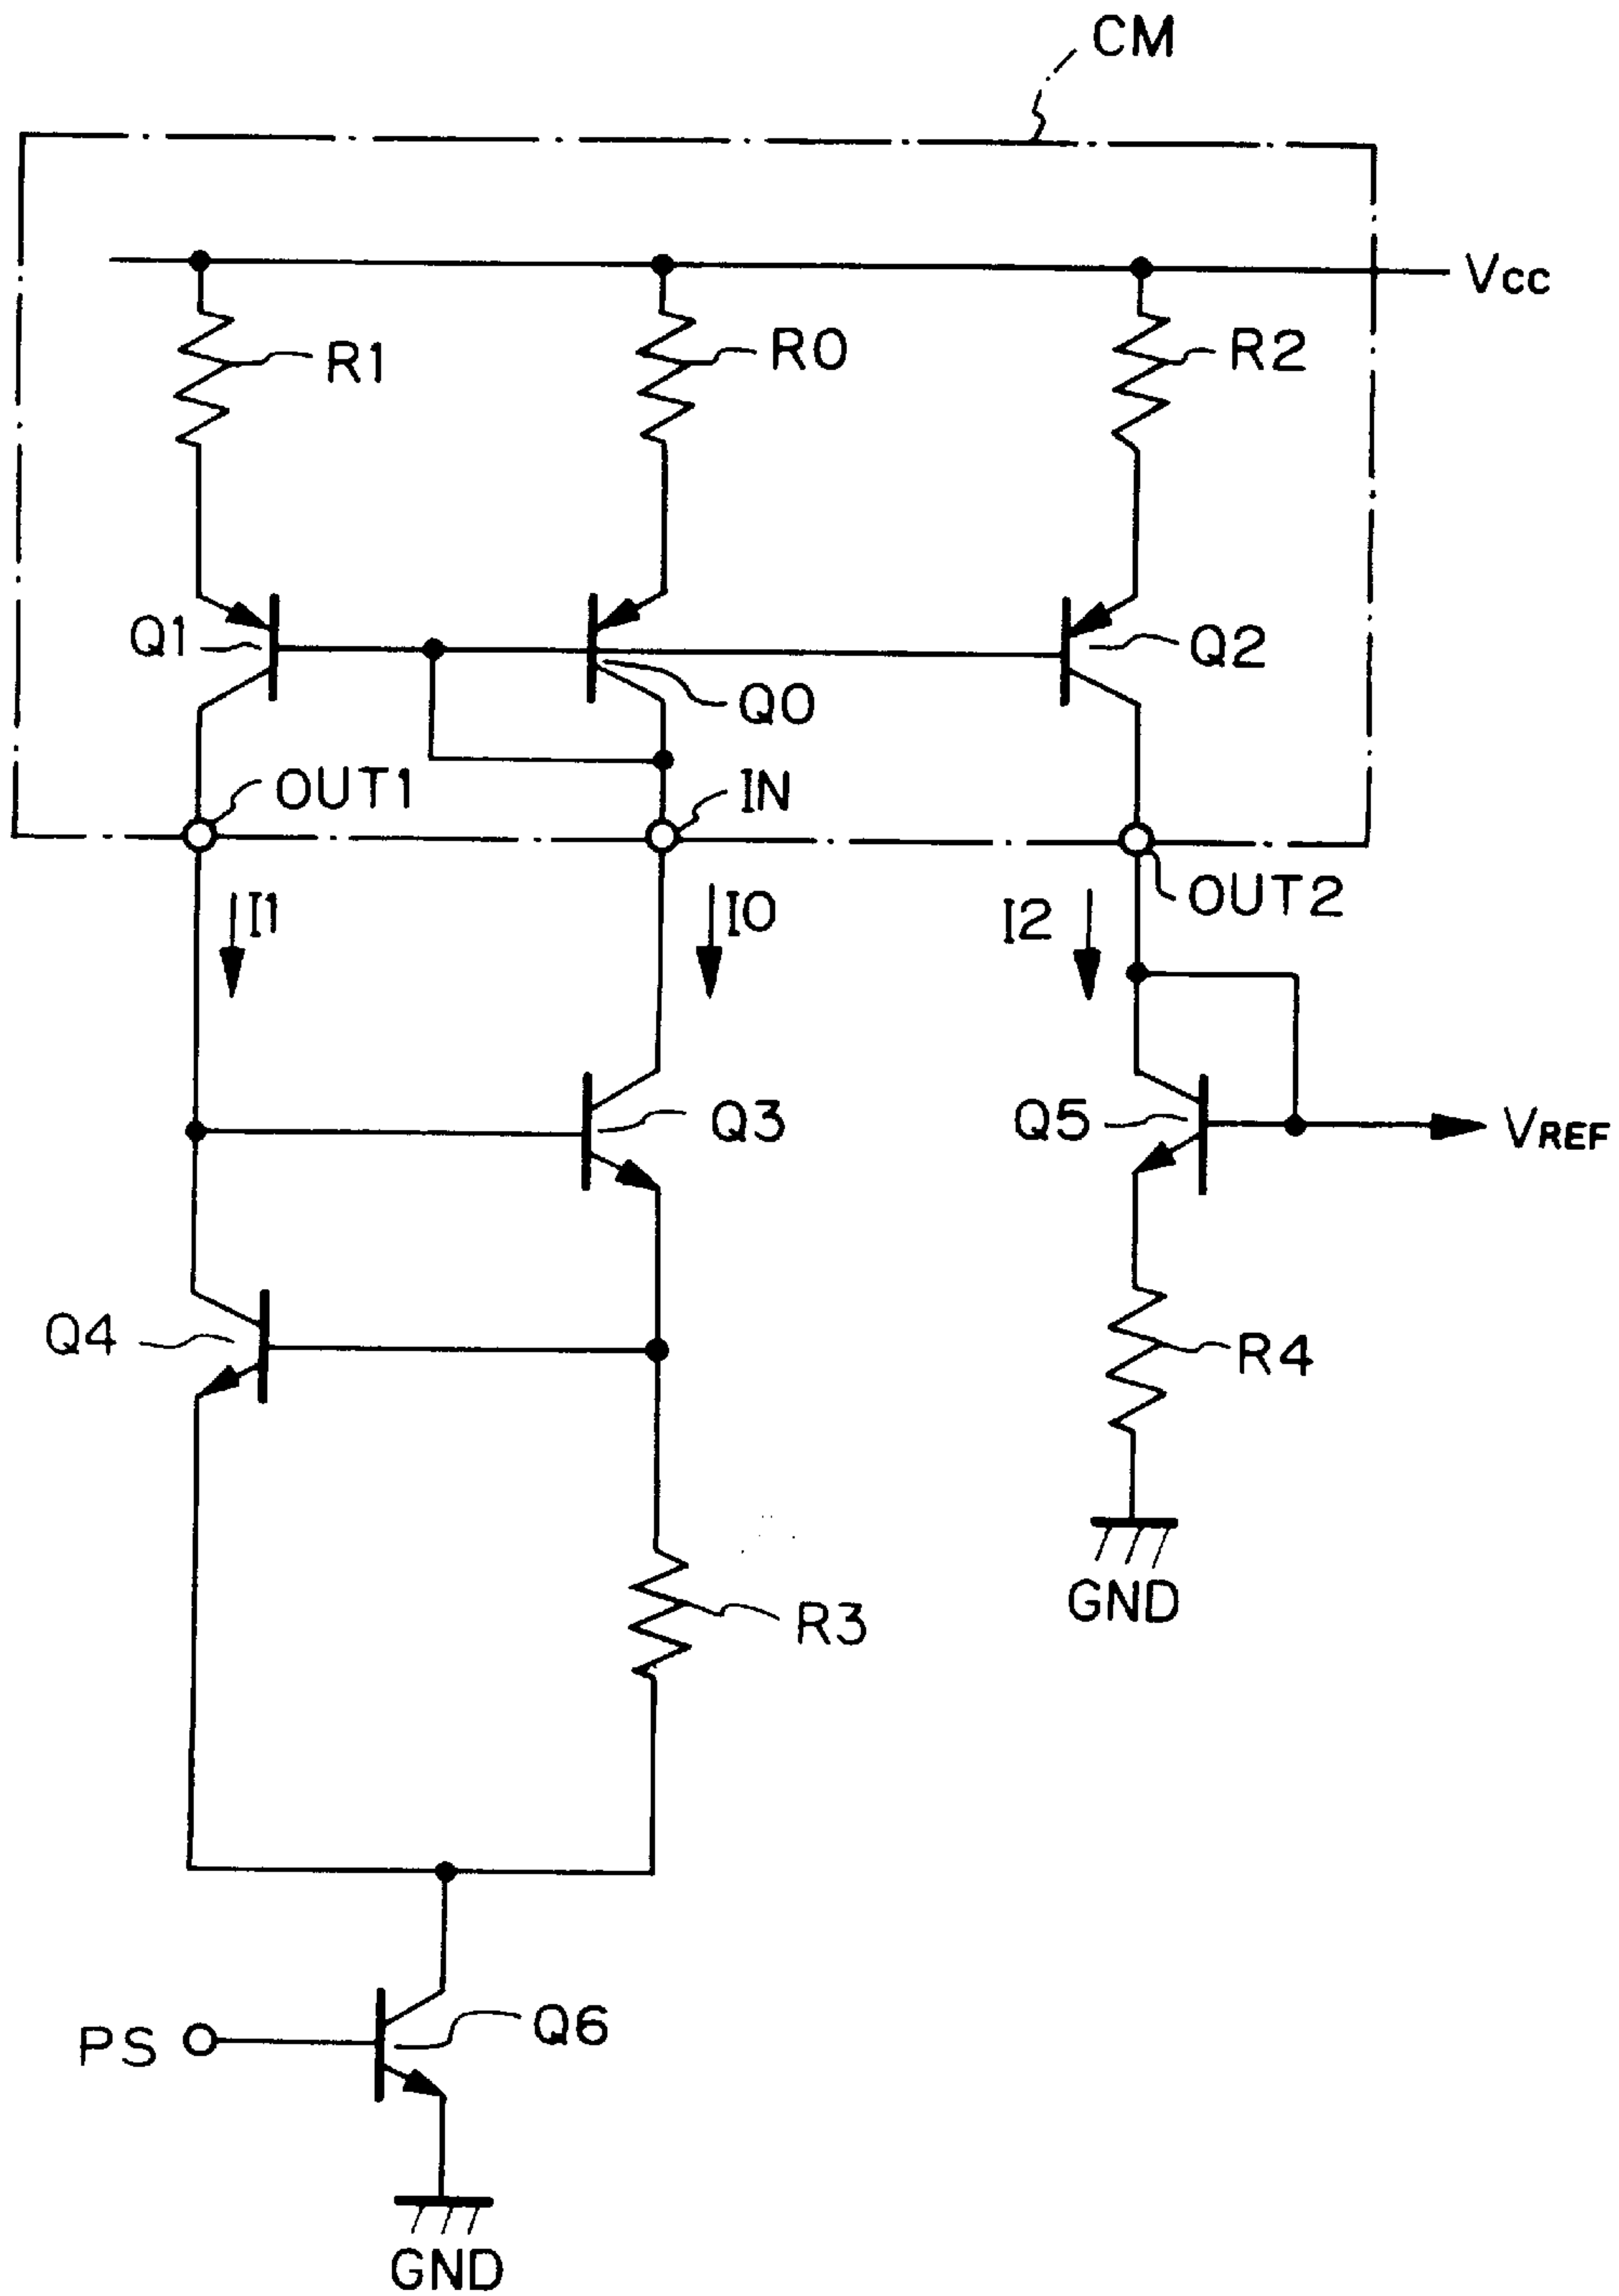 CM
Vcc
R1
R0
R2
Q1
Q0
Q2
OUT1
IN
OUT2
I1
I0
I2
Q3
Q5
VREF
Q4
R4
GND
R3
PS
Q6
GND